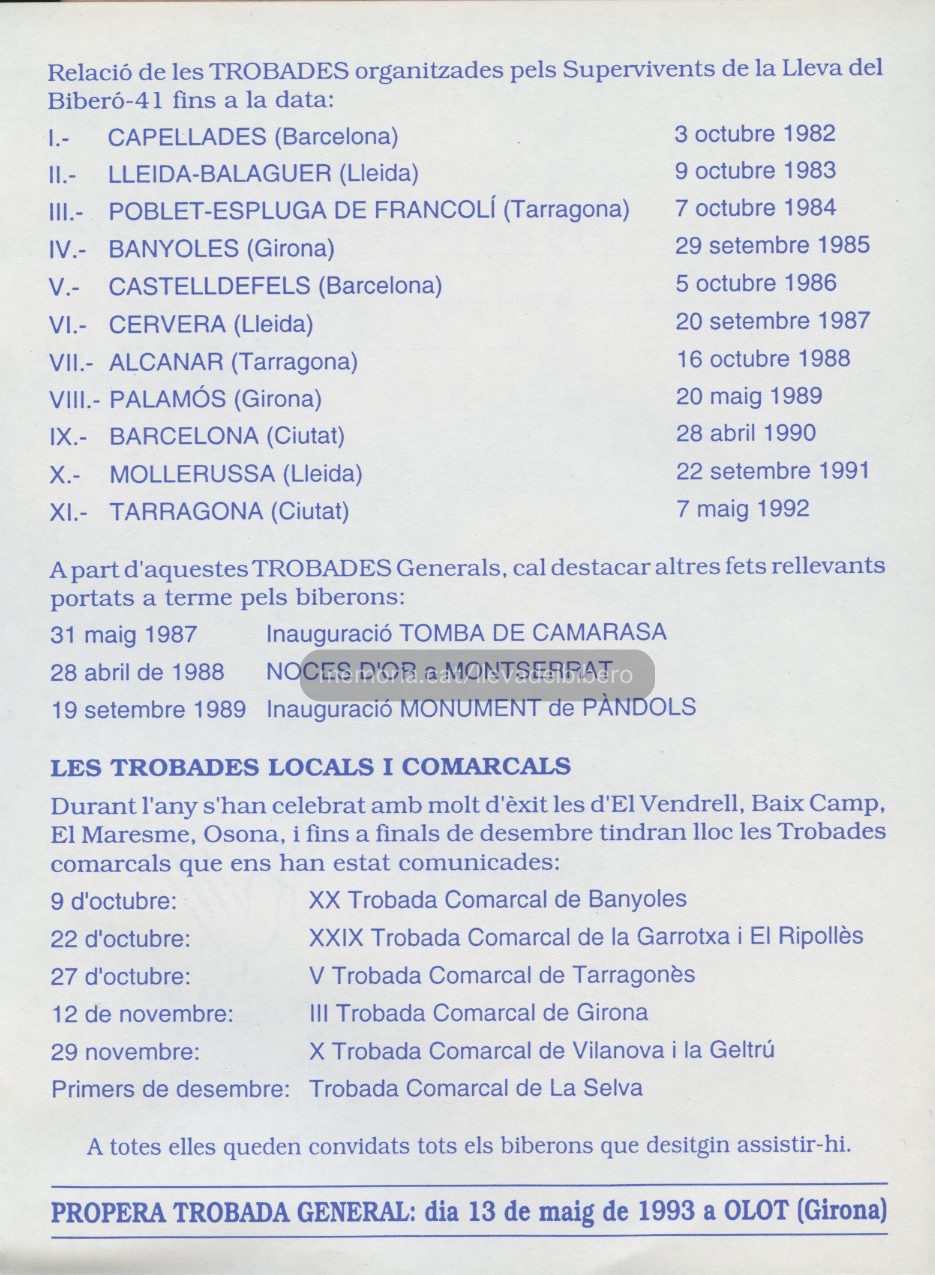 Relació de les TROBADES organitzades pels Supervivents de la Lleva del
Biberó-41 fins a la data:
I.- CAPELLADES (Barcelona) 3 octubre 1982
II.- LLEIDA-BALAGUER (Lleida) 9 octubre 1983
III.- POBLET-ESPLUGA DE FRANCOLÍ (Tarragona) 7 octubre 1984
IV.- BANYOLES (Girona) 29 setembre 1985
V.- CASTELLDEFELS (Barcelona) 5 octubre 1986
VI.- CERVERA (Lleida) 20 setembre 1987
VII.- ALCANAR (Tarragona) 16 octubre 1988
VIII.- PALAMÓS (Girona) 20 maig 1989
IX.- BARCELONA (Ciutat) 28 abril 1990
X.- MOLLERUSSA (Lleida) 22 setembre 1991
XI.- TARRAGONA (Ciutat) 7 maig 1992
A part d'aquestes TROBADES Generals, cal destacar altres fets rellevants
portats a terme pels biberons:
31 maig 1987 Inauguració TOMBA DE CAMARASA
28 abril de 1988 NOCES D'OR a MONTSERRAT
memoria.cat/llevadelbibero
19 setembre 1989 Inauguració MONUMENT de PÀNDOLS
LES TROBADES LOCALS I COMARCALS
Durant l'any s'han celebrat amb molt d'èxit les d'El Vendrell, Baix Camp,
El Maresme, Osona, i fins a finals de desembre tindran lloc les Trobades
comarcals que ens han estat comunicades:
9 d'octubre: XX Trobada Comarcal de Banyoles
22 d'octubre: XXIX Trobada Comarcal de la Garrotxa i El Ripollès
27 d'octubre: V Trobada Comarcal de Tarragonès
12 de novembre: III Trobada Comarcal de Girona
29 novembre: X Trobada Comarcal de Vilanova i la Geltrú
Primers de desembre: Trobada Comarcal de La Selva
A totes elles queden convidats tots els biberons que desitgin assistir-hi.
PROPERA TROBADA GENERAL: dia 13 de maig de 1993 a OLOT (Girona)